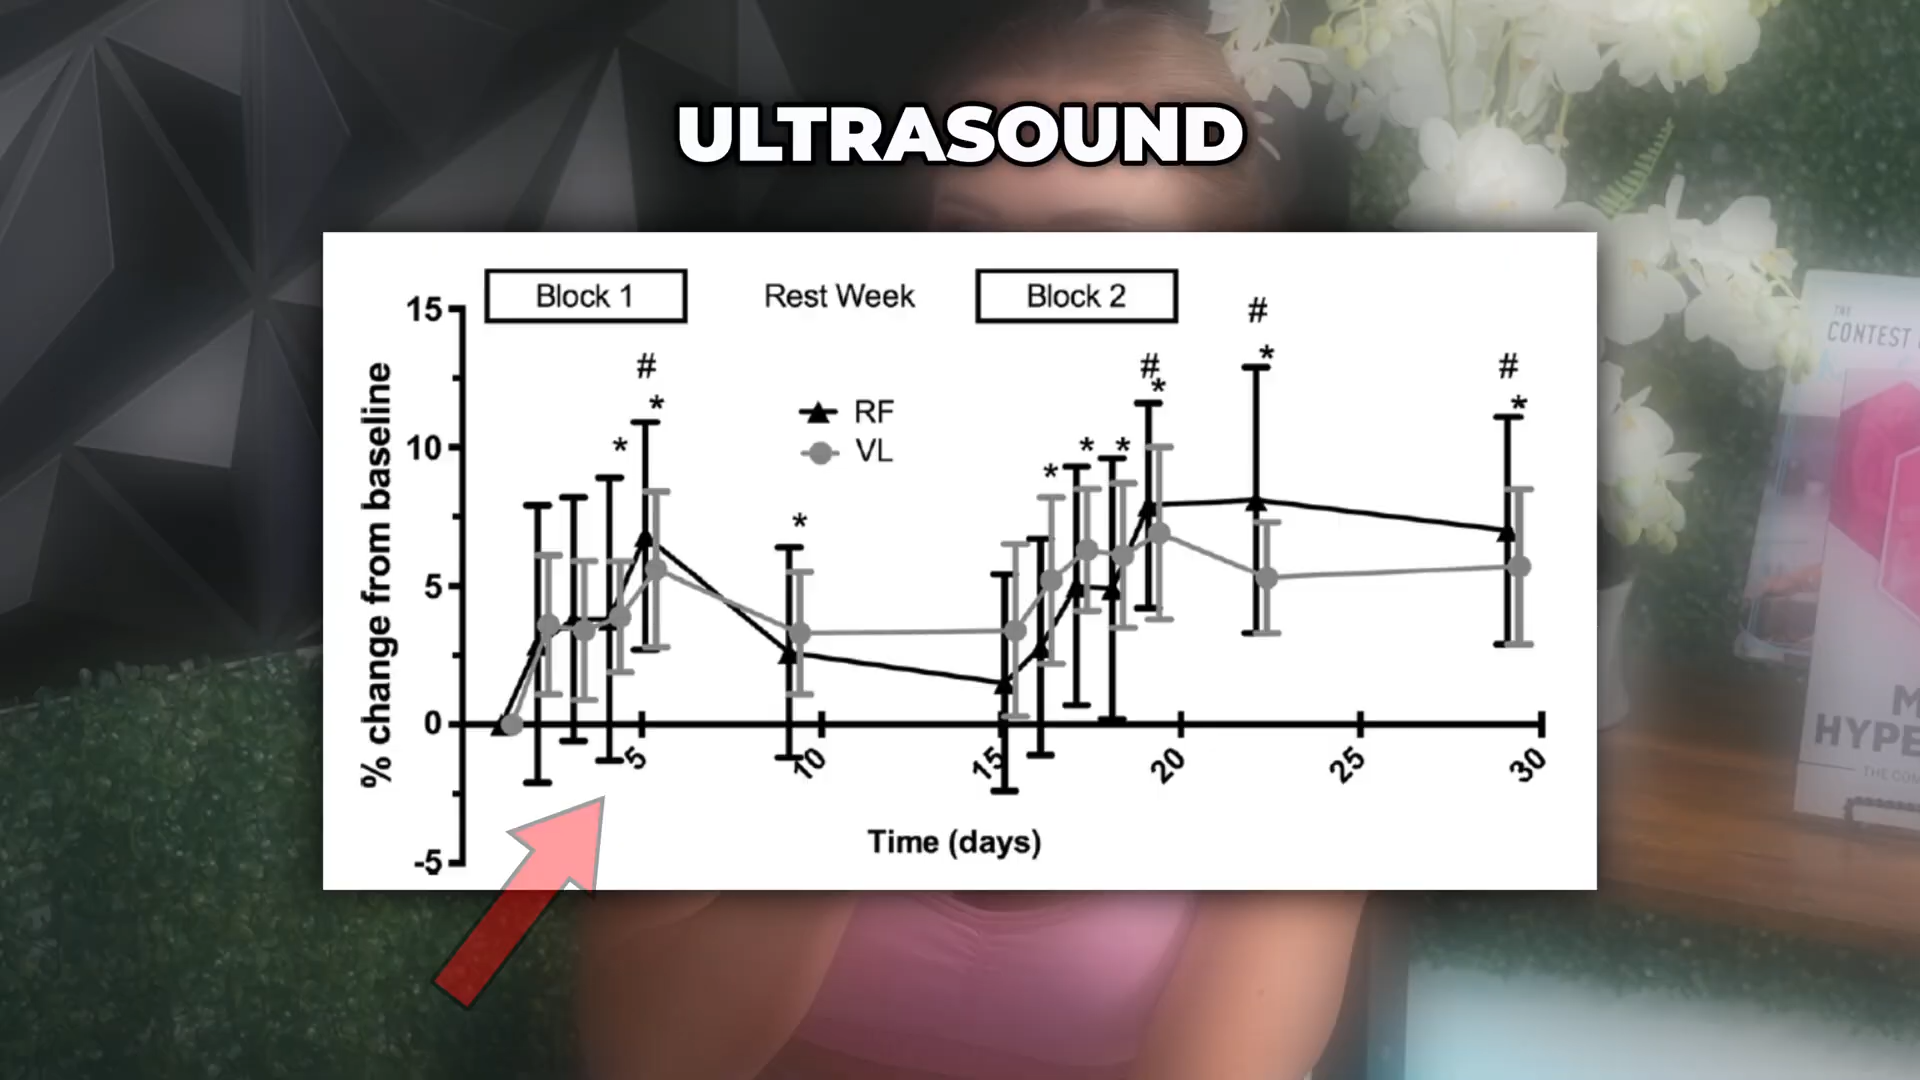 ULTRASOUND
Block 1
Rest Week
Block 2
15
10
5
0
-5
% change from baseline
#
*
*
*
*
*
*
#
*
#
*
#
*
RF
VL
5
10
15
20
25
30
Time (days)
THE
CONTEST
HYPE